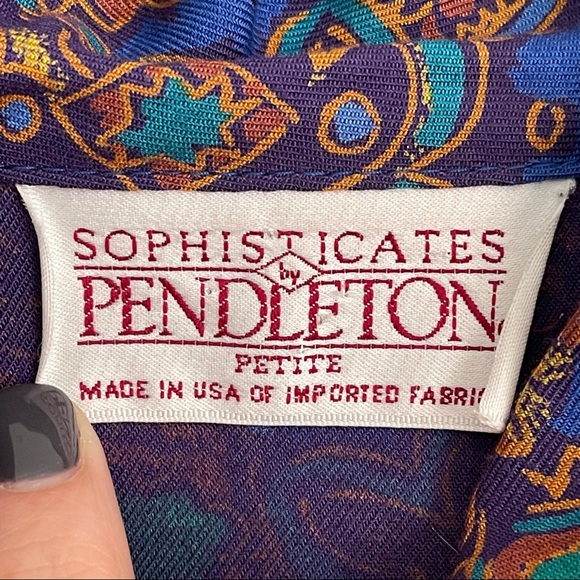 SOPHISTICATES
by
PENDLETON
PETITE
MADE IN USA OF IMPORTED FABRIC